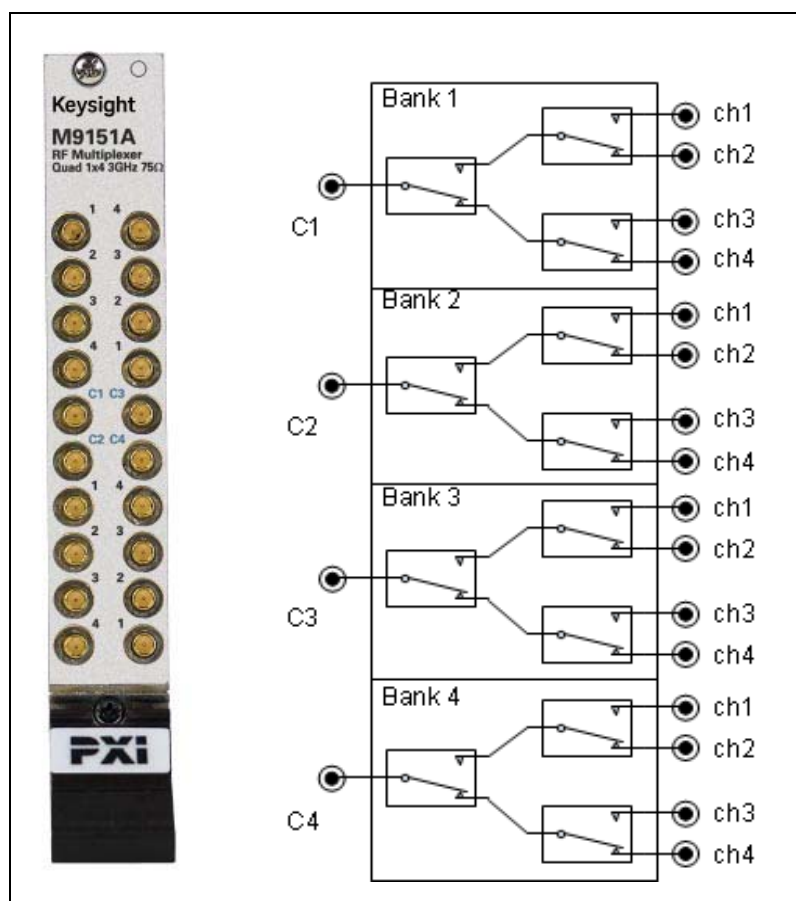 Keysight
M9151A
RF Multiplexer
Quad 1x4 3GHz 75Ω
1 4
2 3
3 2
4 1
C1 C3
C2 C4
1 4
2 3
3 2
4 1
PXI
Bank 1
C1
ch1
ch2
ch3
ch4
Bank 2
C2
ch1
ch2
ch3
ch4
Bank 3
C3
ch1
ch2
ch3
ch4
Bank 4
C4
ch1
ch2
ch3
ch4